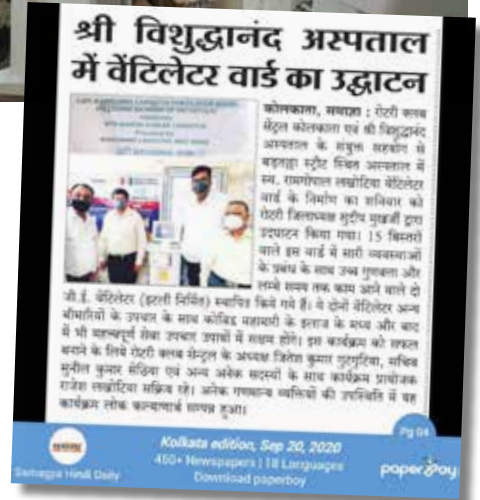 श्री विशुद्धानंद अस्पताल
में वेंटिलेटर वार्ड का उद्घाटन
कोलकाता, समाज्ञा : रोटरी क्लब
सेंट्रल कोलकाता एवं श्री विशुद्धानंद
अस्पताल के संयुक्त सहयोग से
बड़तल्ला स्ट्रीट स्थित अस्पताल में
स्व. रामगोपाल लखोटिया वेंटिलेटर
वार्ड के निर्माण का शनिवार को
रोटरी जिलाध्यक्ष सुदीप मुखर्जी द्वारा
उद्घाटन किया गया। 15 बिस्तरों
वाले इस वार्ड में सारी व्यवस्थाओं
के प्रबंध के साथ उच्च गुणवत्ता और
लम्बे समय तक काम आने वाले दो
जी.ई. वेंटिलेटर (इटली निर्मित) स्थापित किये गये हैं। ये दोनों वेंटिलेटर अन्य
बीमारियों के उपचार के साथ कोविड महामारी के इलाज के मध्य और बाद
में भी महत्वपूर्ण सेवा उपचार उपायों में सक्षम होंगे। इस कार्यक्रम को सफल
बनाने के लिये रोटरी क्लब सेन्ट्रल के अध्यक्ष जितेश कुमार गुटगुटिया, सचिव
सुनील कुमार सेठिया एवं अन्य अनेक सदस्यों के साथ कार्यक्रम प्रायोजक
राजेश लखोटिया सक्रिय रहे। अनेक गणमान्य व्यक्तियों की उपस्थिति में यह
कार्यक्रम लोक कल्याणार्थ सम्पन्न हुआ।
Pg 04
Kolkata edition, Sep 20, 2020
450+ Newspapers | 18 Languages
Download paperboy
Samagya Hindi Daily
paperboy